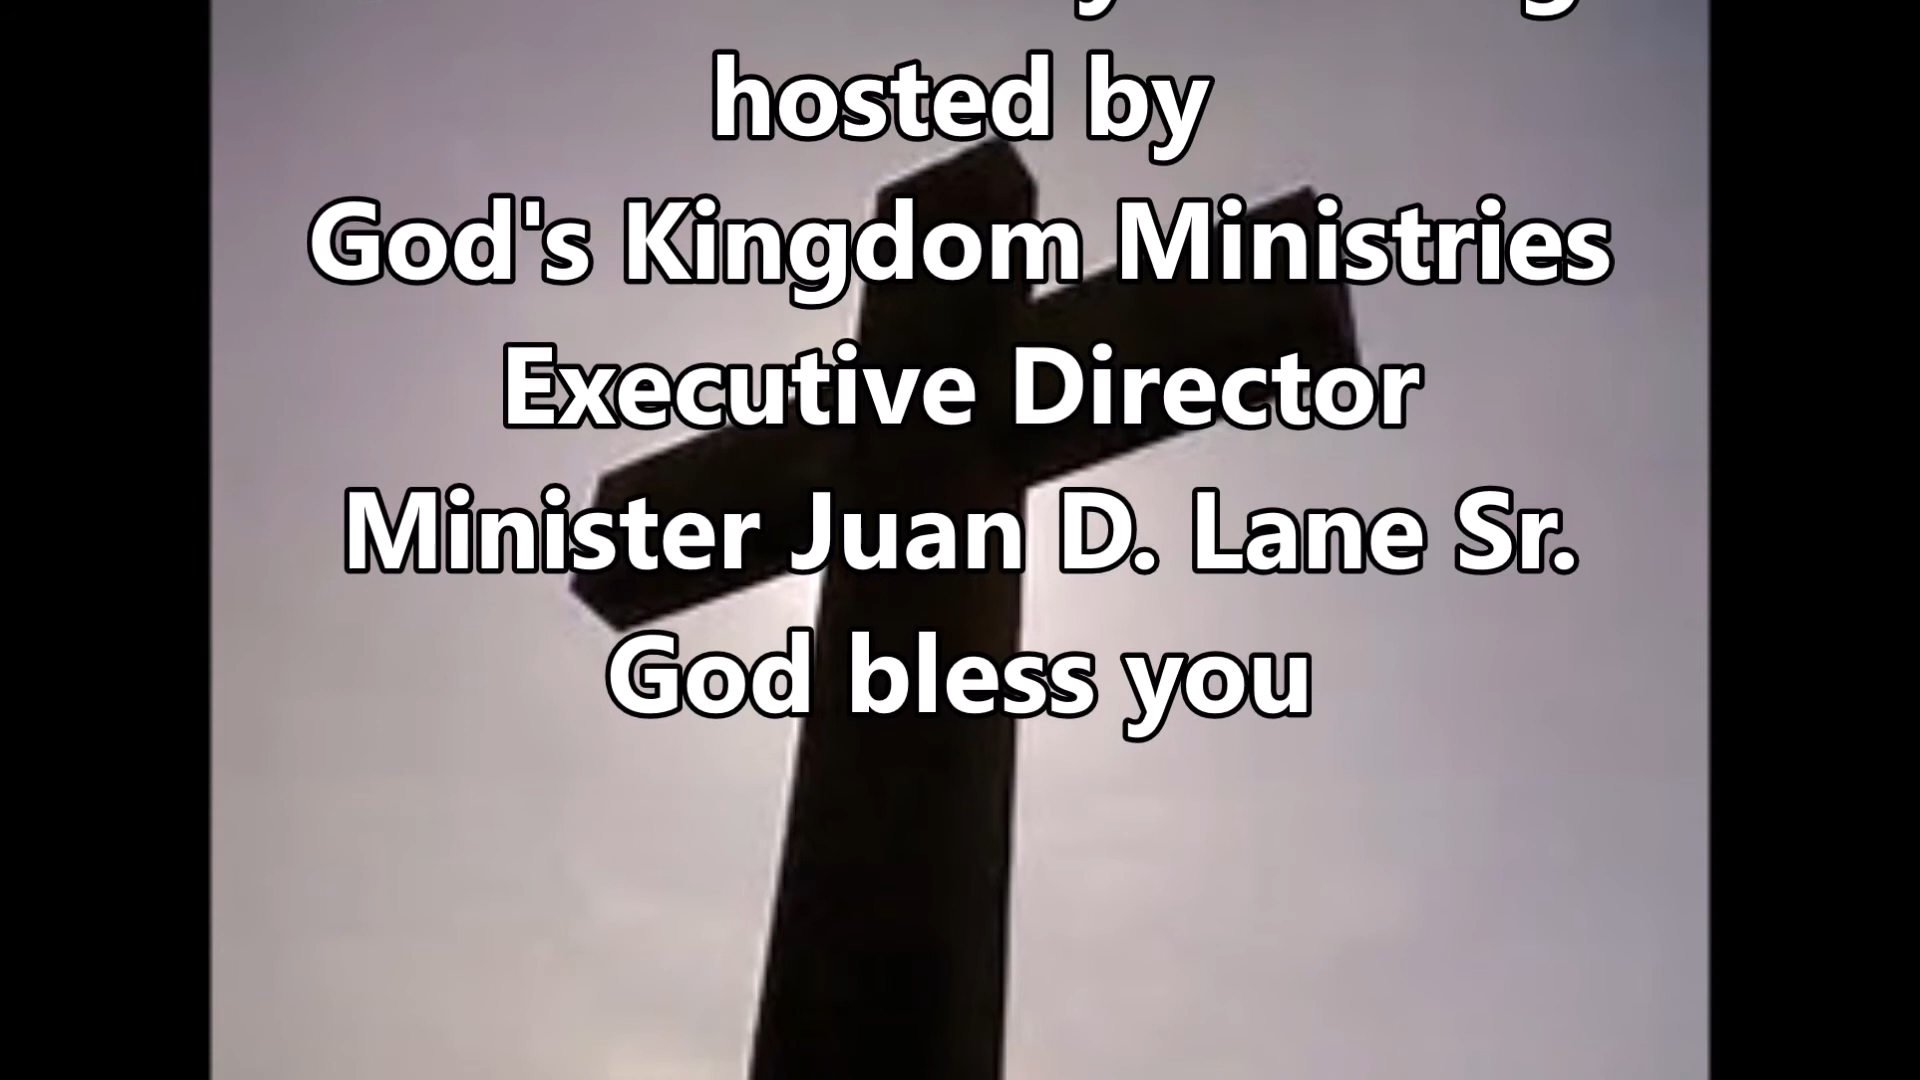 hosted by
God's Kingdom Ministries
Executive Director
Minister Juan D. Lane Sr.
God bless you